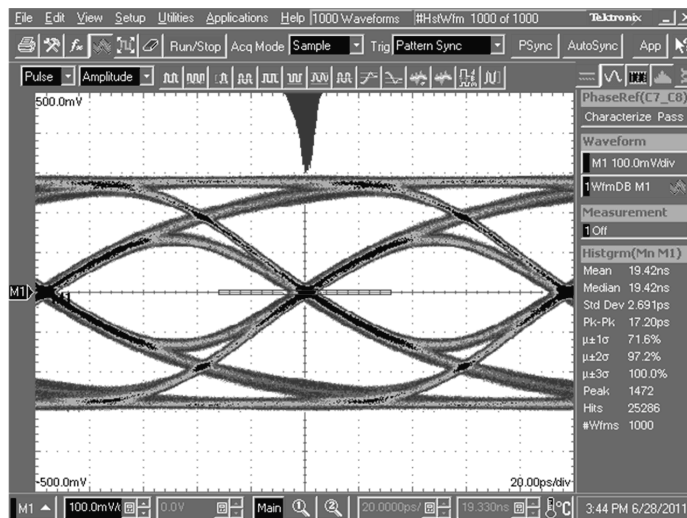 File Edit View Setup Utilities Applications Help 1000 Waveforms #HstWfm 1000 of 1000 Tektronix
Run/Stop Acq Mode Sample Trig Pattern Sync PSync AutoSync App
Pulse Amplitude
500.0mV
PhaseRef(C7_C8)
Characterize Pass
Waveform
M1 100.0mV/div
1 WfmDB M1
Measurement
1 Off
Histgrm(Mn M1)
Mean 19.42ns
Median 19.42ns
Std Dev 2.691ps
Pk-Pk 17.20ps
µ±1σ 71.6%
µ±2σ 97.2%
µ±3σ 100.0%
Peak 1472
Hits 25286
#Wfms 1000
M1
-500.0mV 20.00ps/div
M1 100.0mV/ 0.0V Main 20.0000ps/ 19.330ns °C 3:44 PM 6/28/2011